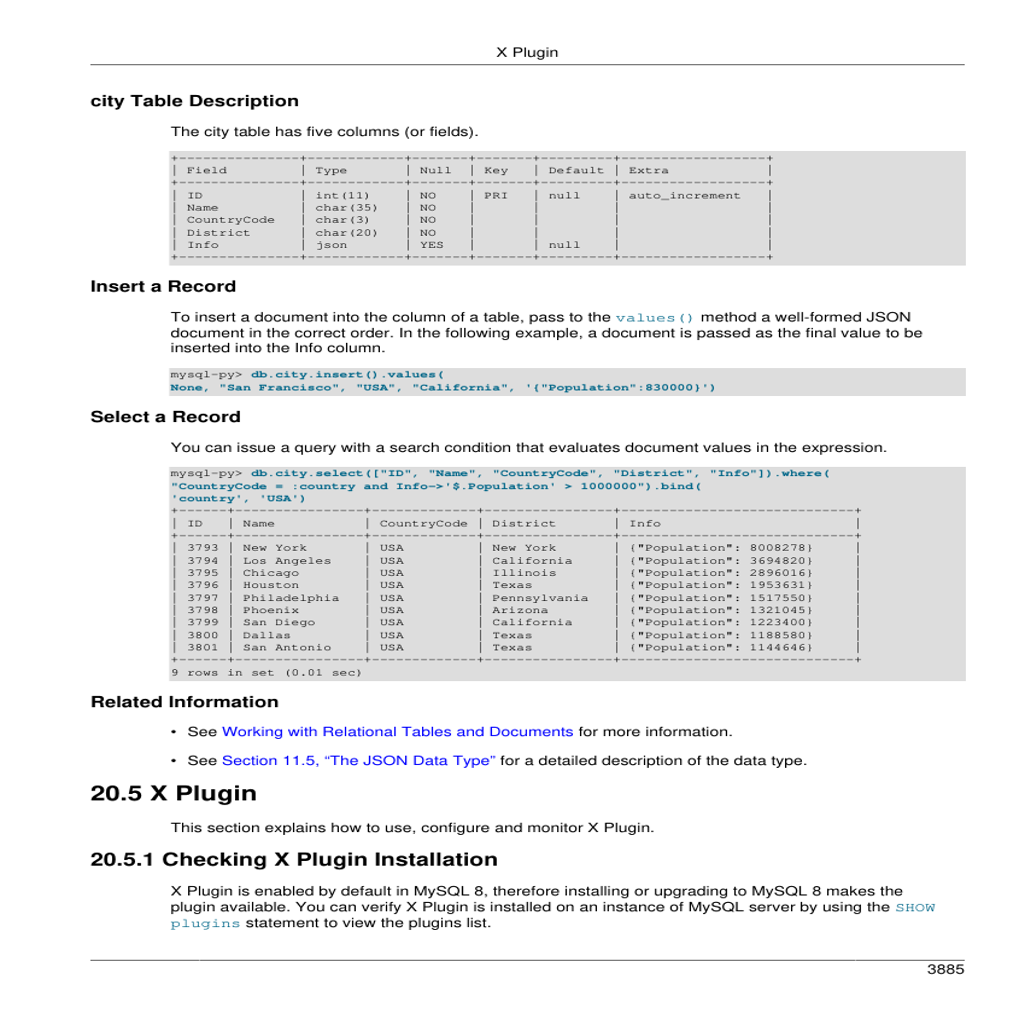 X Plugin
city Table Description
The city table has five columns (or fields).
+---------------+------------+-------+-------+---------+------------------+
| Field         | Type       | Null  | Key   | Default | Extra            |
+---------------+------------+-------+-------+---------+------------------+
| ID            | int(11)    | NO    | PRI   | null    | auto_increment   |
| Name          | char(35)   | NO    |       |         |                  |
| CountryCode   | char(3)    | NO    |       |         |                  |
| District      | char(20)   | NO    |       |         |                  |
| Info          | json       | YES   |       | null    |                  |
+---------------+------------+-------+-------+---------+------------------+
Insert a Record
To insert a document into the column of a table, pass to the values() method a well-formed JSON
document in the correct order. In the following example, a document is passed as the final value to be
inserted into the Info column.
mysql-py> db.city.insert().values(
None, "San Francisco", "USA", "California", '{"Population":830000}')
Select a Record
You can issue a query with a search condition that evaluates document values in the expression.
mysql-py> db.city.select(["ID", "Name", "CountryCode", "District", "Info"]).where(
"CountryCode = :country and Info->'$.Population' > 1000000").bind(
'country', 'USA')
+------+----------------+-------------+----------------+-----------------------------+
| ID   | Name           | CountryCode | District       | Info                        |
+------+----------------+-------------+----------------+-----------------------------+
| 3793 | New York       | USA         | New York       | {"Population": 8008278}     |
| 3794 | Los Angeles    | USA         | California     | {"Population": 3694820}     |
| 3795 | Chicago        | USA         | Illinois       | {"Population": 2896016}     |
| 3796 | Houston        | USA         | Texas          | {"Population": 1953631}     |
| 3797 | Philadelphia   | USA         | Pennsylvania   | {"Population": 1517550}     |
| 3798 | Phoenix        | USA         | Arizona        | {"Population": 1321045}     |
| 3799 | San Diego      | USA         | California     | {"Population": 1223400}     |
| 3800 | Dallas         | USA         | Texas          | {"Population": 1188580}     |
| 3801 | San Antonio    | USA         | Texas          | {"Population": 1144646}     |
+------+----------------+-------------+----------------+-----------------------------+
9 rows in set (0.01 sec)
Related Information
• See Working with Relational Tables and Documents for more information.
• See Section 11.5, “The JSON Data Type” for a detailed description of the data type.
20.5 X Plugin
This section explains how to use, configure and monitor X Plugin.
20.5.1 Checking X Plugin Installation
X Plugin is enabled by default in MySQL 8, therefore installing or upgrading to MySQL 8 makes the
plugin available. You can verify X Plugin is installed on an instance of MySQL server by using the SHOW
plugins statement to view the plugins list.
3885